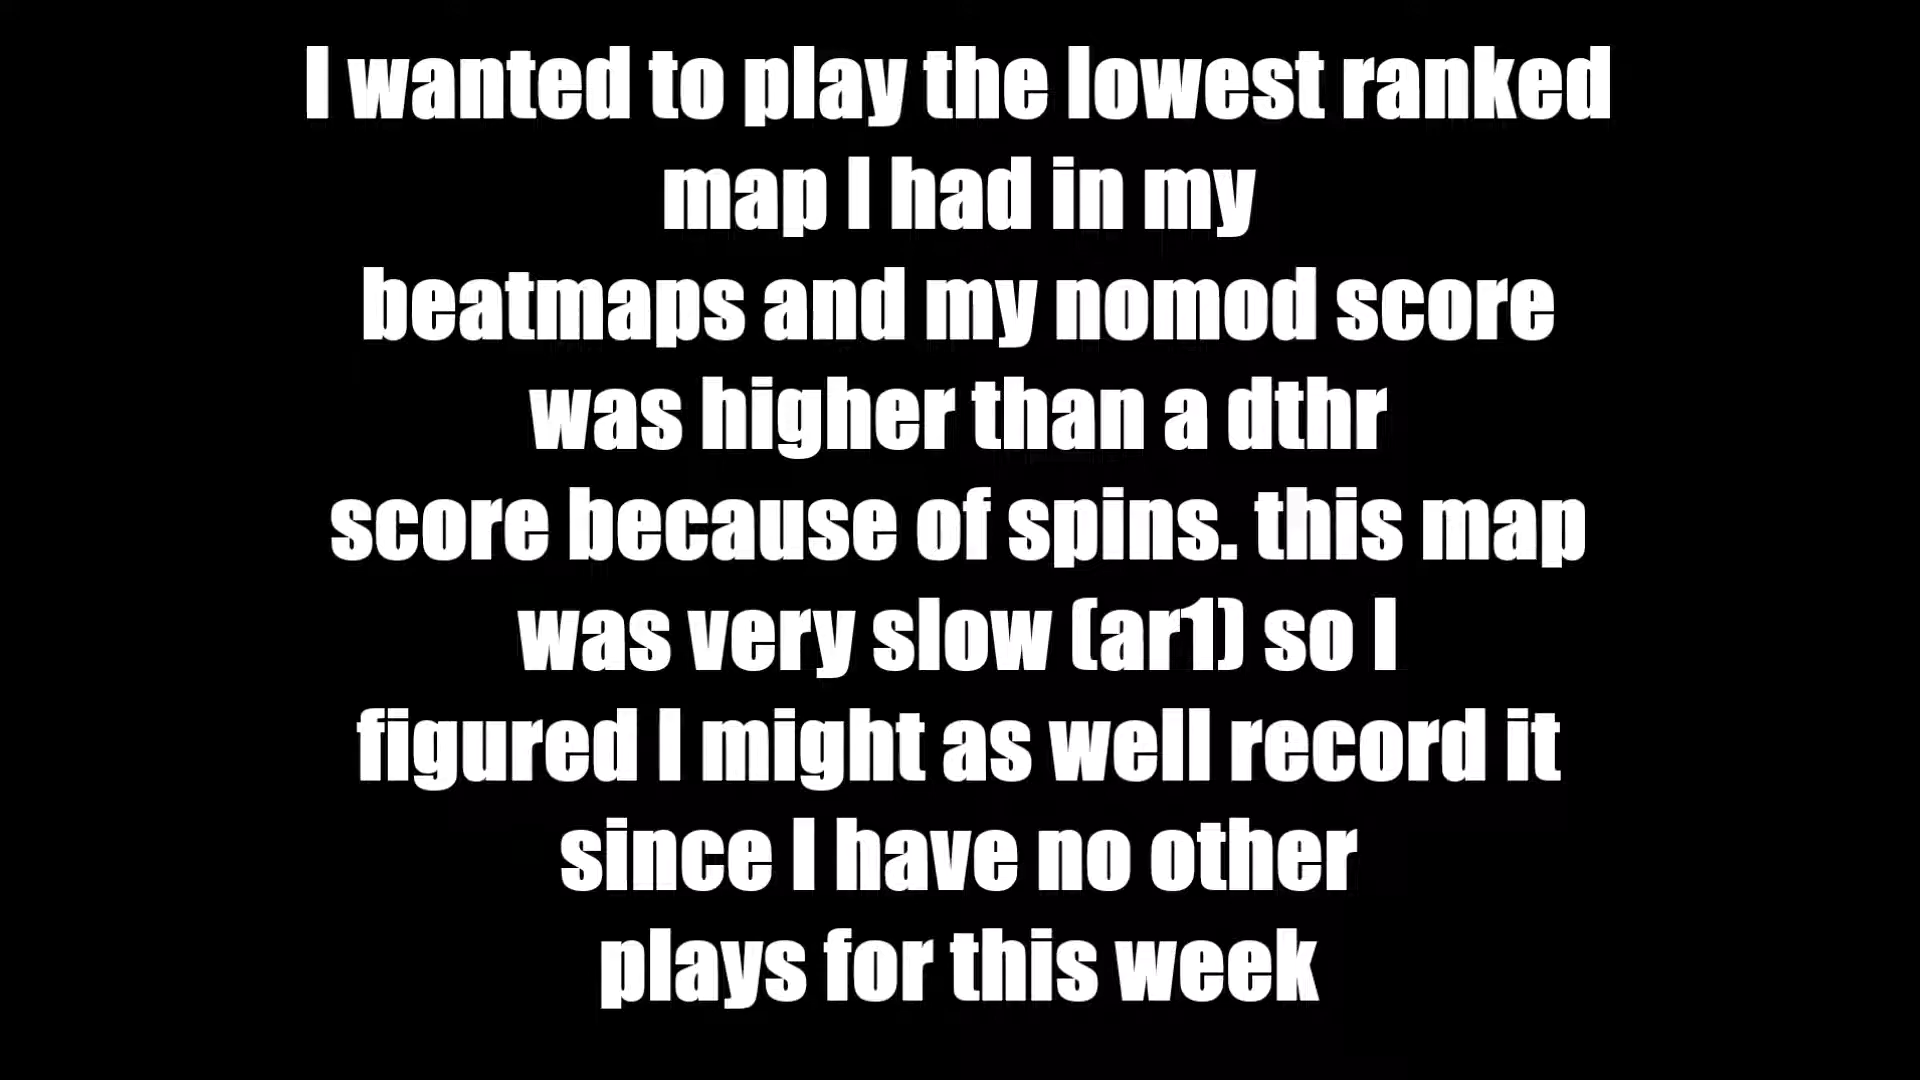 I wanted to play the lowest ranked
map I had in my
beatmaps and my nomod score
was higher than a dthr
score because of spins. this map
was very slow (ar1) so I
figured I might as well record it
since I have no other
plays for this week